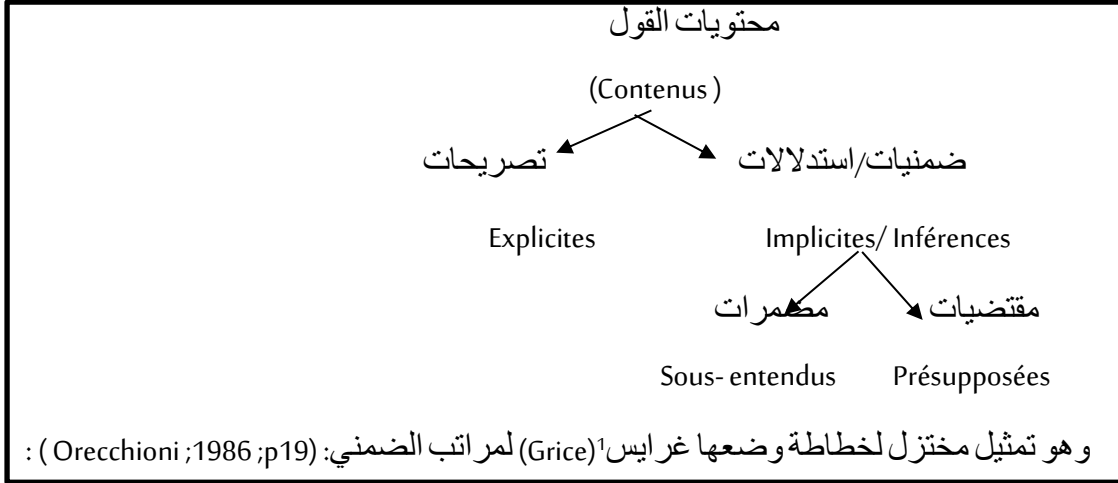 محتويات القول
(Contenus )
ضمنيات/استدلالات تصريحات
Explicites Implicites/ Inférences
مقتضيات مضمرات
Sous- entendus Présupposées
وهو تمثيل مختزل لخطاطة وضعها غرايس¹(Grice) لمراتب الضمني: (Orecchioni ;1986 ;p19 ) :